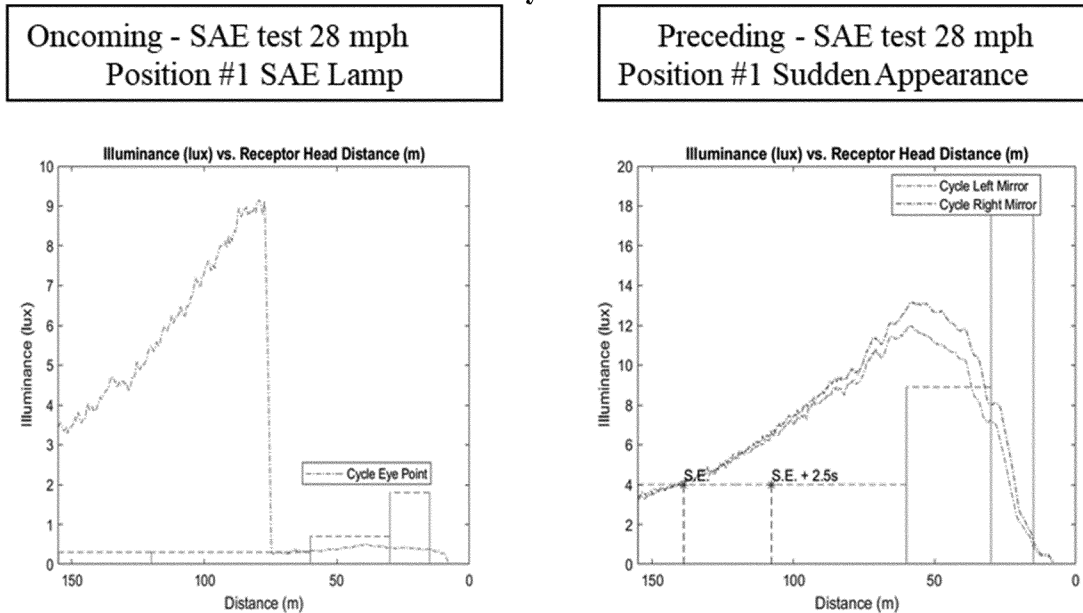 Oncoming - SAE test 28 mph
Position #1 SAE Lamp
Preceding - SAE test 28 mph
Position #1 Sudden Appearance
Illuminance (lux) vs. Receptor Head Distance (m)
10
9
8
7
6
5
4
3
2
1
0
Illuminance (lux)
Cycle Eye Point
150
100
50
0
Distance (m)
Illuminance (lux) vs. Receptor Head Distance (m)
20
18
16
14
12
10
8
6
4
2
0
Illuminance (lux)
Cycle Left Mirror
Cycle Right Mirror
S.E.
S.E. + 2.5s
150
100
50
0
Distance (m)